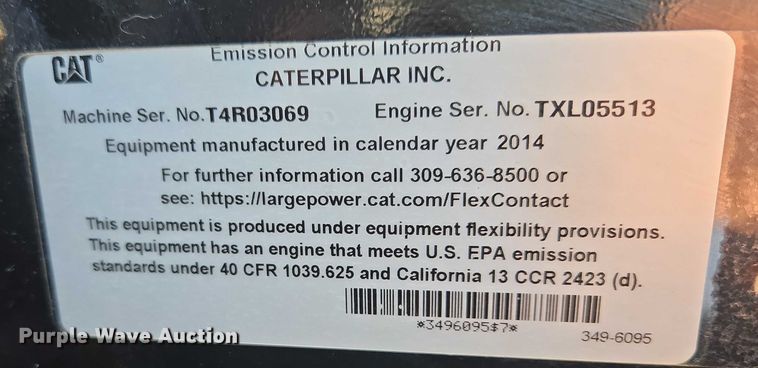 Emission Control Information
CAT®
CATERPILLAR INC.
Machine Ser. No.T4R03069 Engine Ser. No. TXL05513
Equipment manufactured in calendar year 2014
For further information call 309-636-8500 or
see: https://largepower.cat.com/FlexContact
This equipment is produced under equipment flexibility provisions.
This equipment has an engine that meets U.S. EPA emission
standards under 40 CFR 1039.625 and California 13 CCR 2423 (d).
*3496095$7*
349-6095
Purple Wave Auction